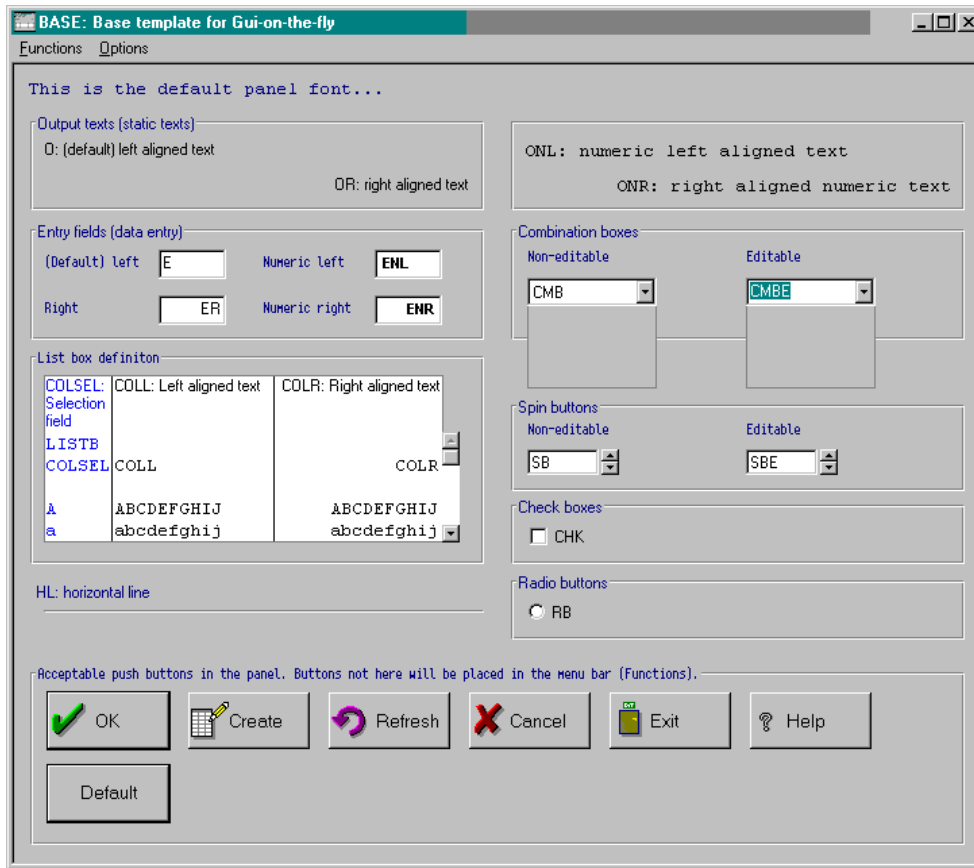 BASE: Base template for Gui-on-the-fly
Functions Options
This is the default panel font...
Output texts (static texts)
O: (default) left aligned text
OR: right aligned text
ONL: numeric left aligned text
ONR: right aligned numeric text
Entry fields (data entry)
(Default) left E Numeric left ENL
Right ER Numeric right ENR
Combination boxes
Non-editable Editable
CMB CMBE
List box definiton
COLSEL: COLL: Left aligned text COLR: Right aligned text
Selection
field
LISTB
COLSEL COLL COLR
A ABCDEFGHIJ ABCDEFGHIJ
a abcdefghij abcdefghij
Spin buttons
Non-editable Editable
SB SBE
Check boxes
CHK
HL: horizontal line
Radio buttons
RB
Acceptable push buttons in the panel. Buttons not here will be placed in the menu bar (Functions).
OK Create Refresh Cancel EXIT Exit ? Help
Default